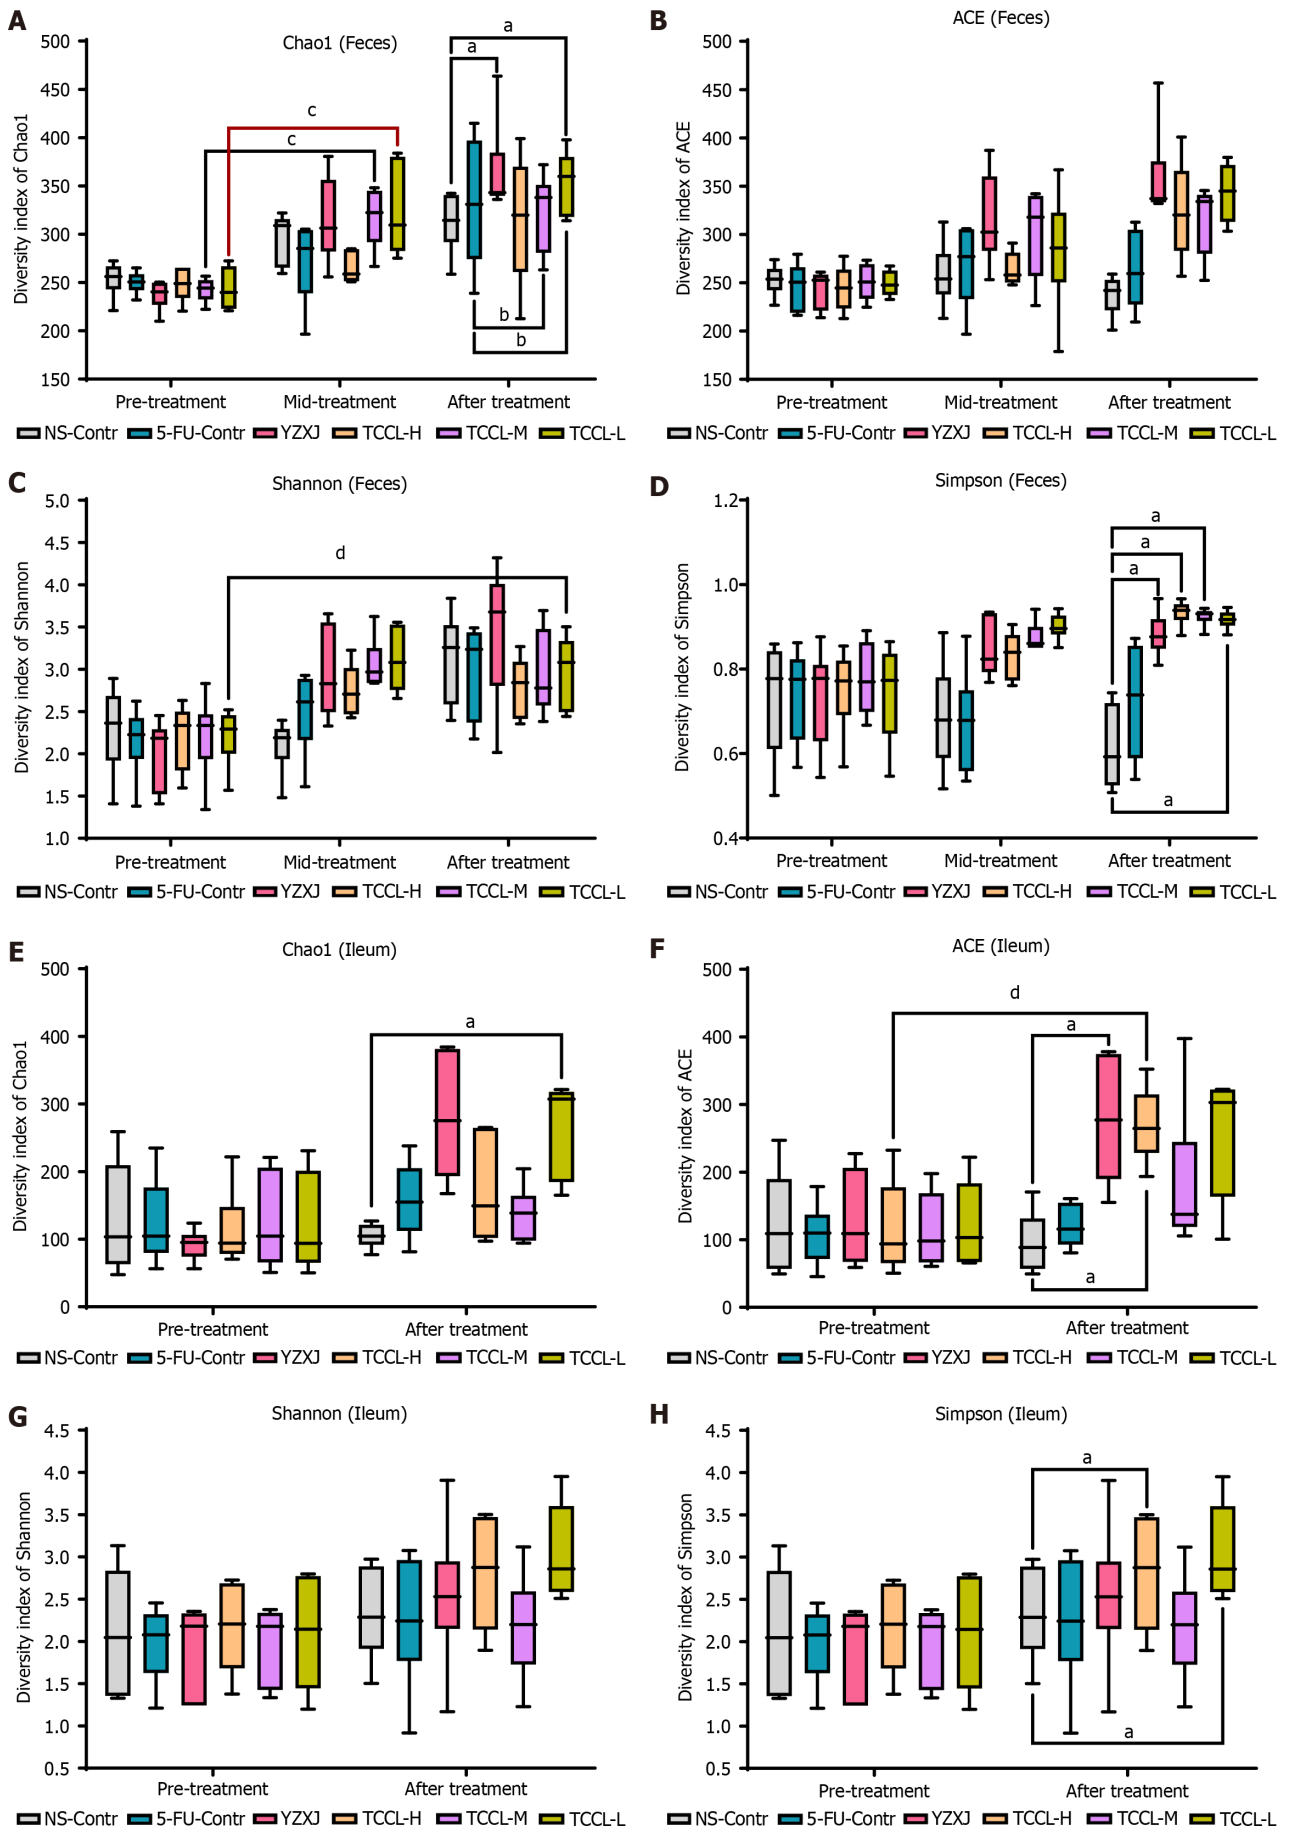 A
Chao1 (Feces)
Diversity index of Chao1
500
450
400
350
300
250
200
150
a
a
c
c
b
b
Pre-treatment Mid-treatment After treatment
NS-Contr 5-FU-Contr YZXJ TCCL-H TCCL-M TCCL-L
B
ACE (Feces)
Diversity index of ACE
500
450
400
350
300
250
200
150
Pre-treatment Mid-treatment After treatment
NS-Contr 5-FU-Contr YZXJ TCCL-H TCCL-M TCCL-L
C
Shannon (Feces)
Diversity index of Shannon
5.0
4.5
4.0
3.5
3.0
2.5
2.0
1.5
1.0
d
Pre-treatment Mid-treatment After treatment
NS-Contr 5-FU-Contr YZXJ TCCL-H TCCL-M TCCL-L
D
Simpson (Feces)
Diversity index of Simpson
1.2
1.0
0.8
0.6
0.4
a
a
a
a
Pre-treatment Mid-treatment After treatment
NS-Contr 5-FU-Contr YZXJ TCCL-H TCCL-M TCCL-L
E
Chao1 (Ileum)
Diversity index of Chao1
500
400
300
200
100
0
a
Pre-treatment After treatment
NS-Contr 5-FU-Contr YZXJ TCCL-H TCCL-M TCCL-L
F
ACE (Ileum)
Diversity index of ACE
500
400
300
200
100
0
d
a
a
Pre-treatment After treatment
NS-Contr 5-FU-Contr YZXJ TCCL-H TCCL-M TCCL-L
G
Shannon (Ileum)
Diversity index of Shannon
4.5
4.0
3.5
3.0
2.5
2.0
1.5
1.0
0.5
Pre-treatment After treatment
NS-Contr 5-FU-Contr YZXJ TCCL-H TCCL-M TCCL-L
H
Simpson (Ileum)
Diversity index of Simpson
4.5
4.0
3.5
3.0
2.5
2.0
1.5
1.0
0.5
a
a
Pre-treatment After treatment
NS-Contr 5-FU-Contr YZXJ TCCL-H TCCL-M TCCL-L